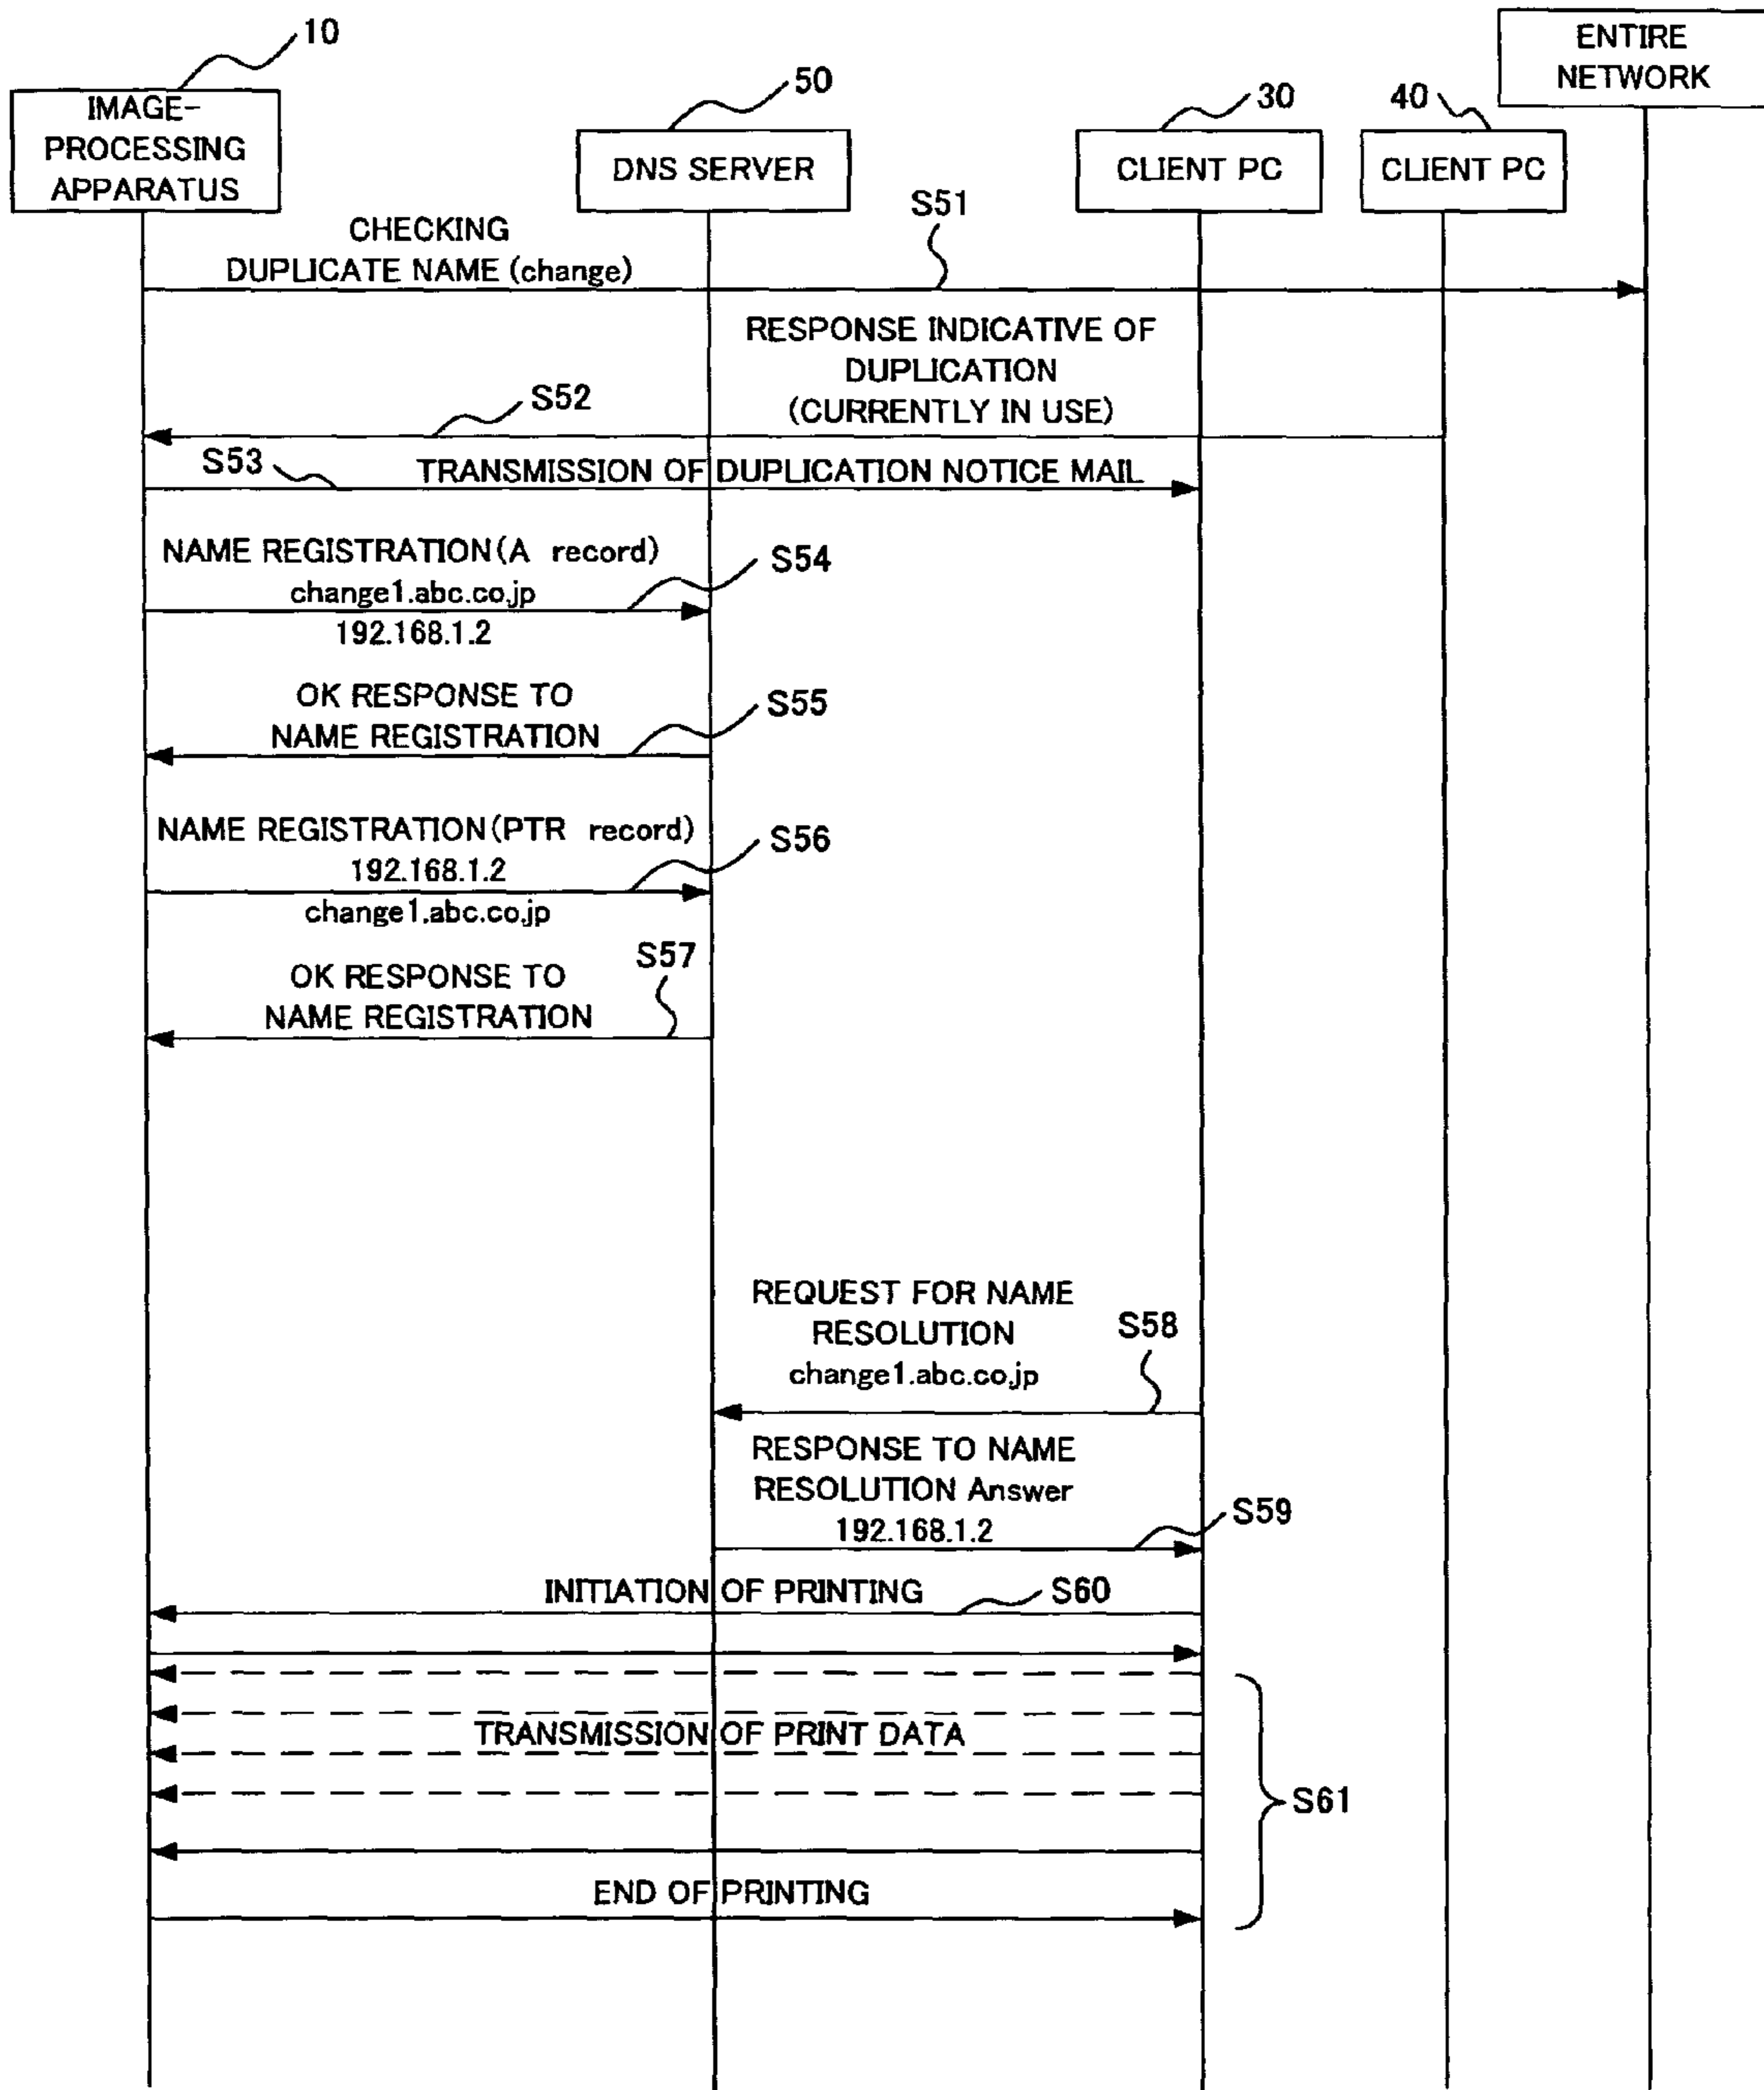 10
IMAGE-
PROCESSING
APPARATUS
50
DNS SERVER
30
CLIENT PC
40
CLIENT PC
ENTIRE
NETWORK
CHECKING
DUPLICATE NAME (change)
S51
RESPONSE INDICATIVE OF
DUPLICATION
(CURRENTLY IN USE)
S52
S53
TRANSMISSION OF DUPLICATION NOTICE MAIL
NAME REGISTRATION(A record)
change1.abc.co.jp
192.168.1.2
S54
OK RESPONSE TO
NAME REGISTRATION
S55
NAME REGISTRATION(PTR record)
192.168.1.2
change1.abc.co.jp
S56
OK RESPONSE TO
NAME REGISTRATION
S57
REQUEST FOR NAME
RESOLUTION
change1.abc.co.jp
S58
RESPONSE TO NAME
RESOLUTION Answer
192.168.1.2
S59
INITIATION OF PRINTING
S60
TRANSMISSION OF PRINT DATA
S61
END OF PRINTING